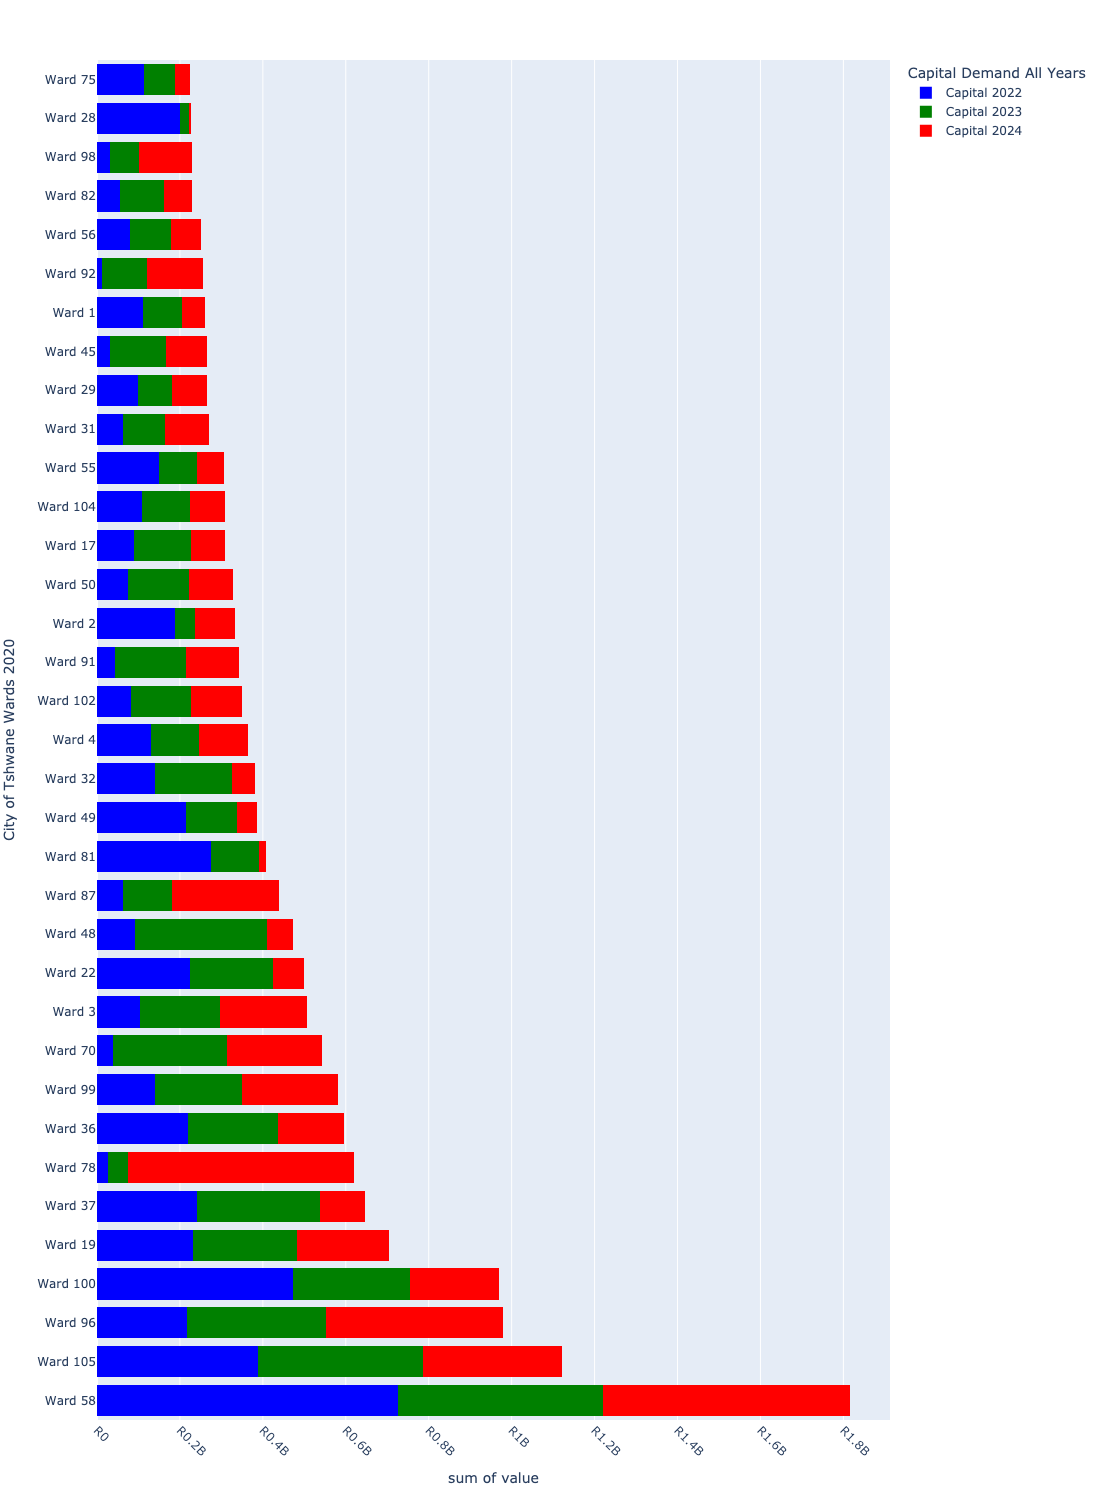 Capital Demand All Years
Capital 2022
Capital 2023
Capital 2024
City of Tshwane Wards 2020
Ward 75
Ward 28
Ward 98
Ward 82
Ward 56
Ward 92
Ward 1
Ward 45
Ward 29
Ward 31
Ward 55
Ward 104
Ward 17
Ward 50
Ward 2
Ward 91
Ward 102
Ward 4
Ward 32
Ward 49
Ward 81
Ward 87
Ward 48
Ward 22
Ward 3
Ward 70
Ward 99
Ward 36
Ward 78
Ward 37
Ward 19
Ward 100
Ward 96
Ward 105
Ward 58
R0
R0.2B
R0.4B
R0.6B
R0.8B
R1B
R1.2B
R1.4B
R1.6B
R1.8B
sum of value